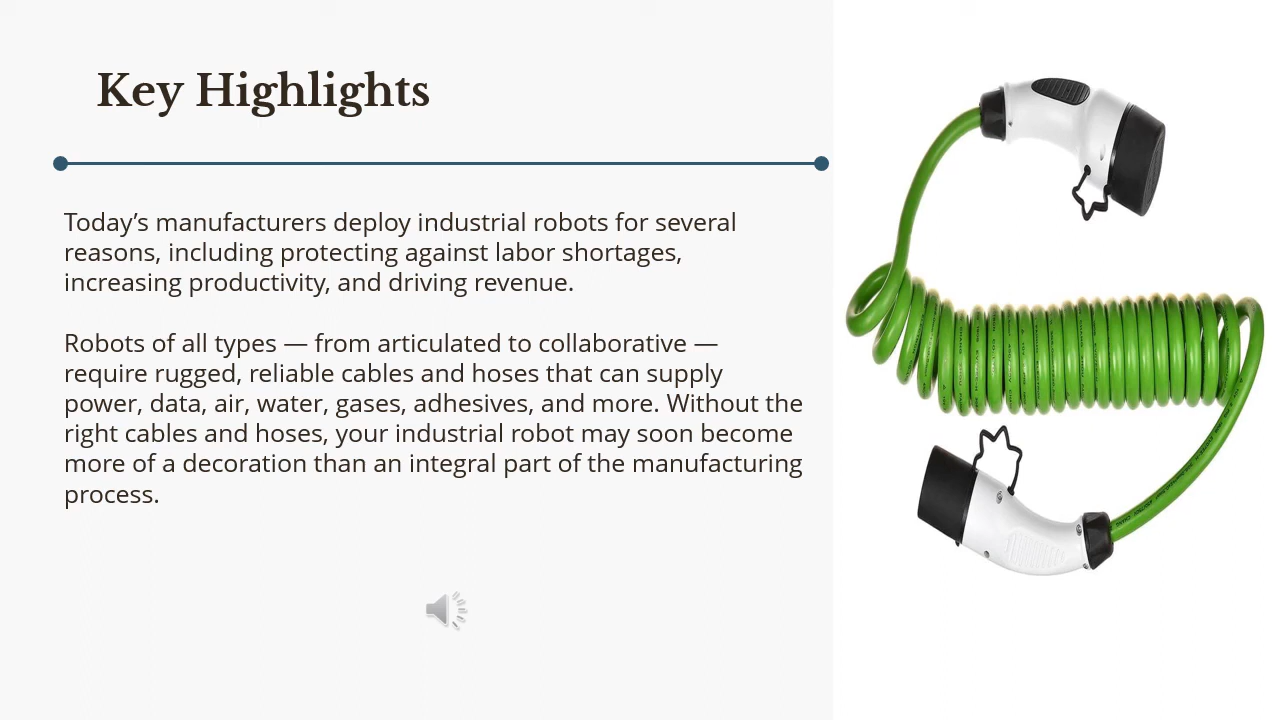 Key Highlights
Today’s manufacturers deploy industrial robots for several
reasons, including protecting against labor shortages,
increasing productivity, and driving revenue.
Robots of all types — from articulated to collaborative —
require rugged, reliable cables and hoses that can supply
power, data, air, water, gases, adhesives, and more. Without the
right cables and hoses, your industrial robot may soon become
more of a decoration than an integral part of the manufacturing
process.